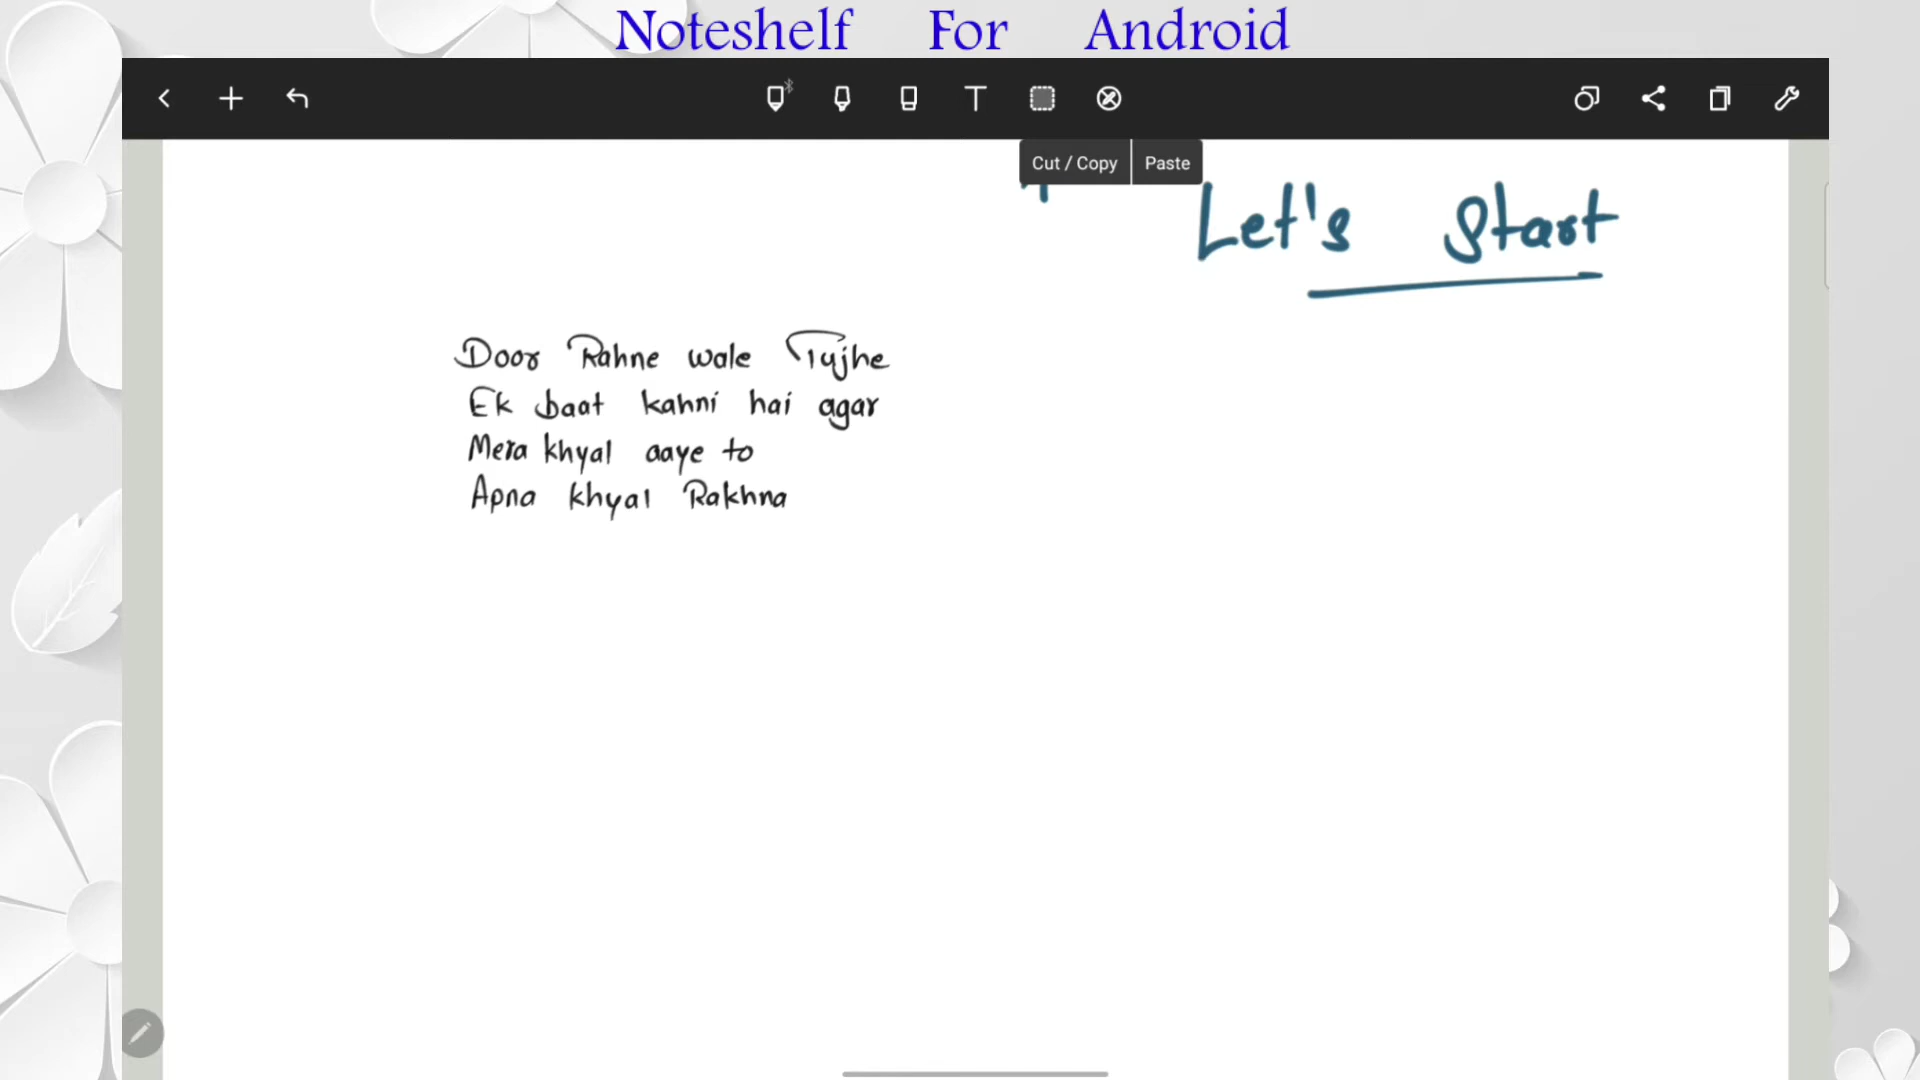 Noteshelf For Android
Cut / Copy Paste
Let's Start
Door Rahne wale Tujhe
Ek baat kahni hai agar
Mera khyal aaye to
Apna khyal Rakhna